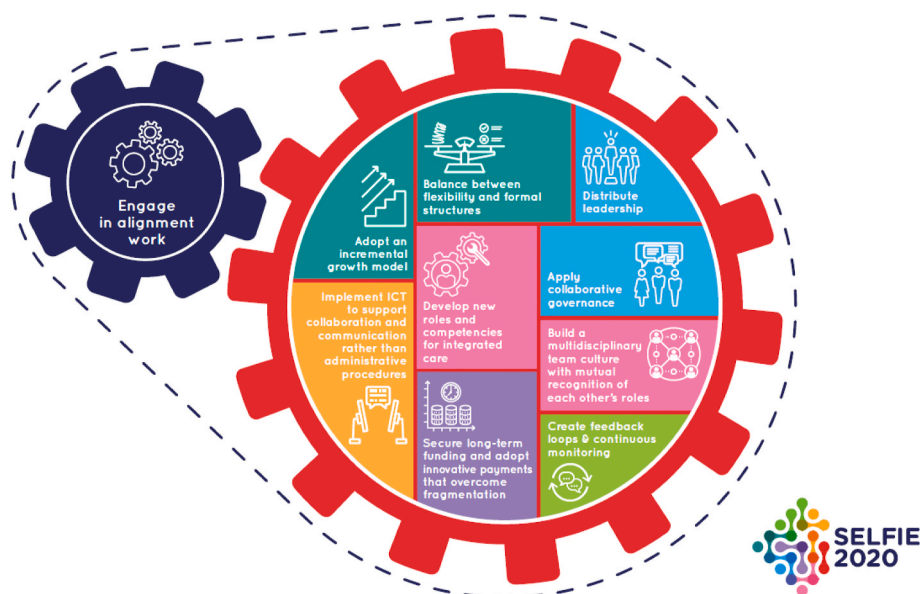 Engage
in alignment
work
Balance between
flexibility and formal
structures
Distribute
leadership
Adopt an
incremental
growth model
Apply
collaborative
governance
Implement ICT
to support
collaboration and
communication
rather than
administrative
procedures
Develop new
roles and
competencies
for integrated
care
Build a
multidisciplinary
team culture
with mutual
recognition of
each other's roles
Secure long-term
funding and adopt
innovative payments
that overcome
fragmentation
Create feedback
loops & continuous
monitoring
SELFIE
2020